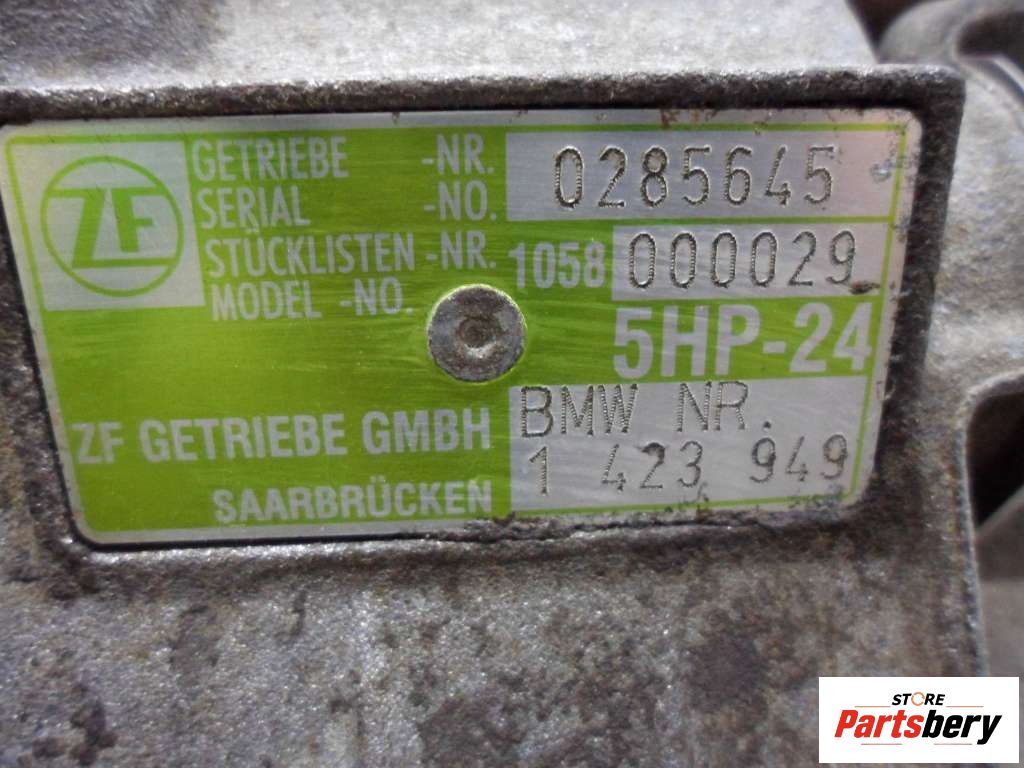 ZF
GETRIEBE -NR. 0285645
SERIAL -NO.
STÜCKLISTEN -NR. 1058 000029
MODEL -NO.
5HP-24
BMW NR.
ZF GETRIEBE GMBH
1 423 949
SAARBRÜCKEN
STORE
Partsbery